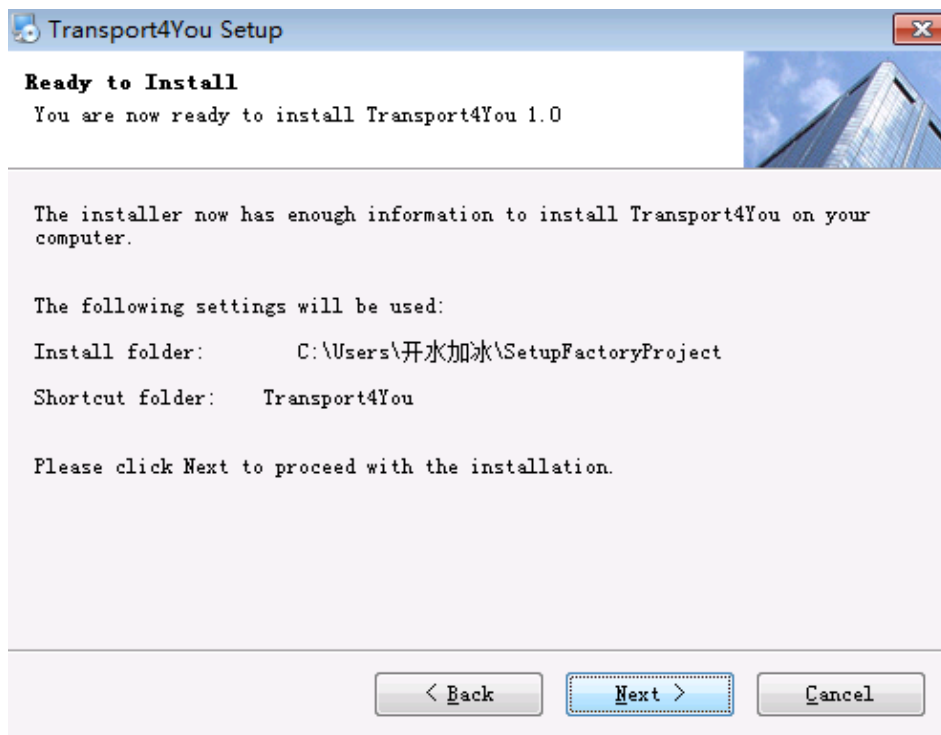 Transport4You Setup
Ready to Install
You are now ready to install Transport4You 1.0
The installer now has enough information to install Transport4You on your
computer.
The following settings will be used:
Install folder: C:\Users\开水加冰\SetupFactoryProject
Shortcut folder: Transport4You
Please click Next to proceed with the installation.
< Back Next > Cancel